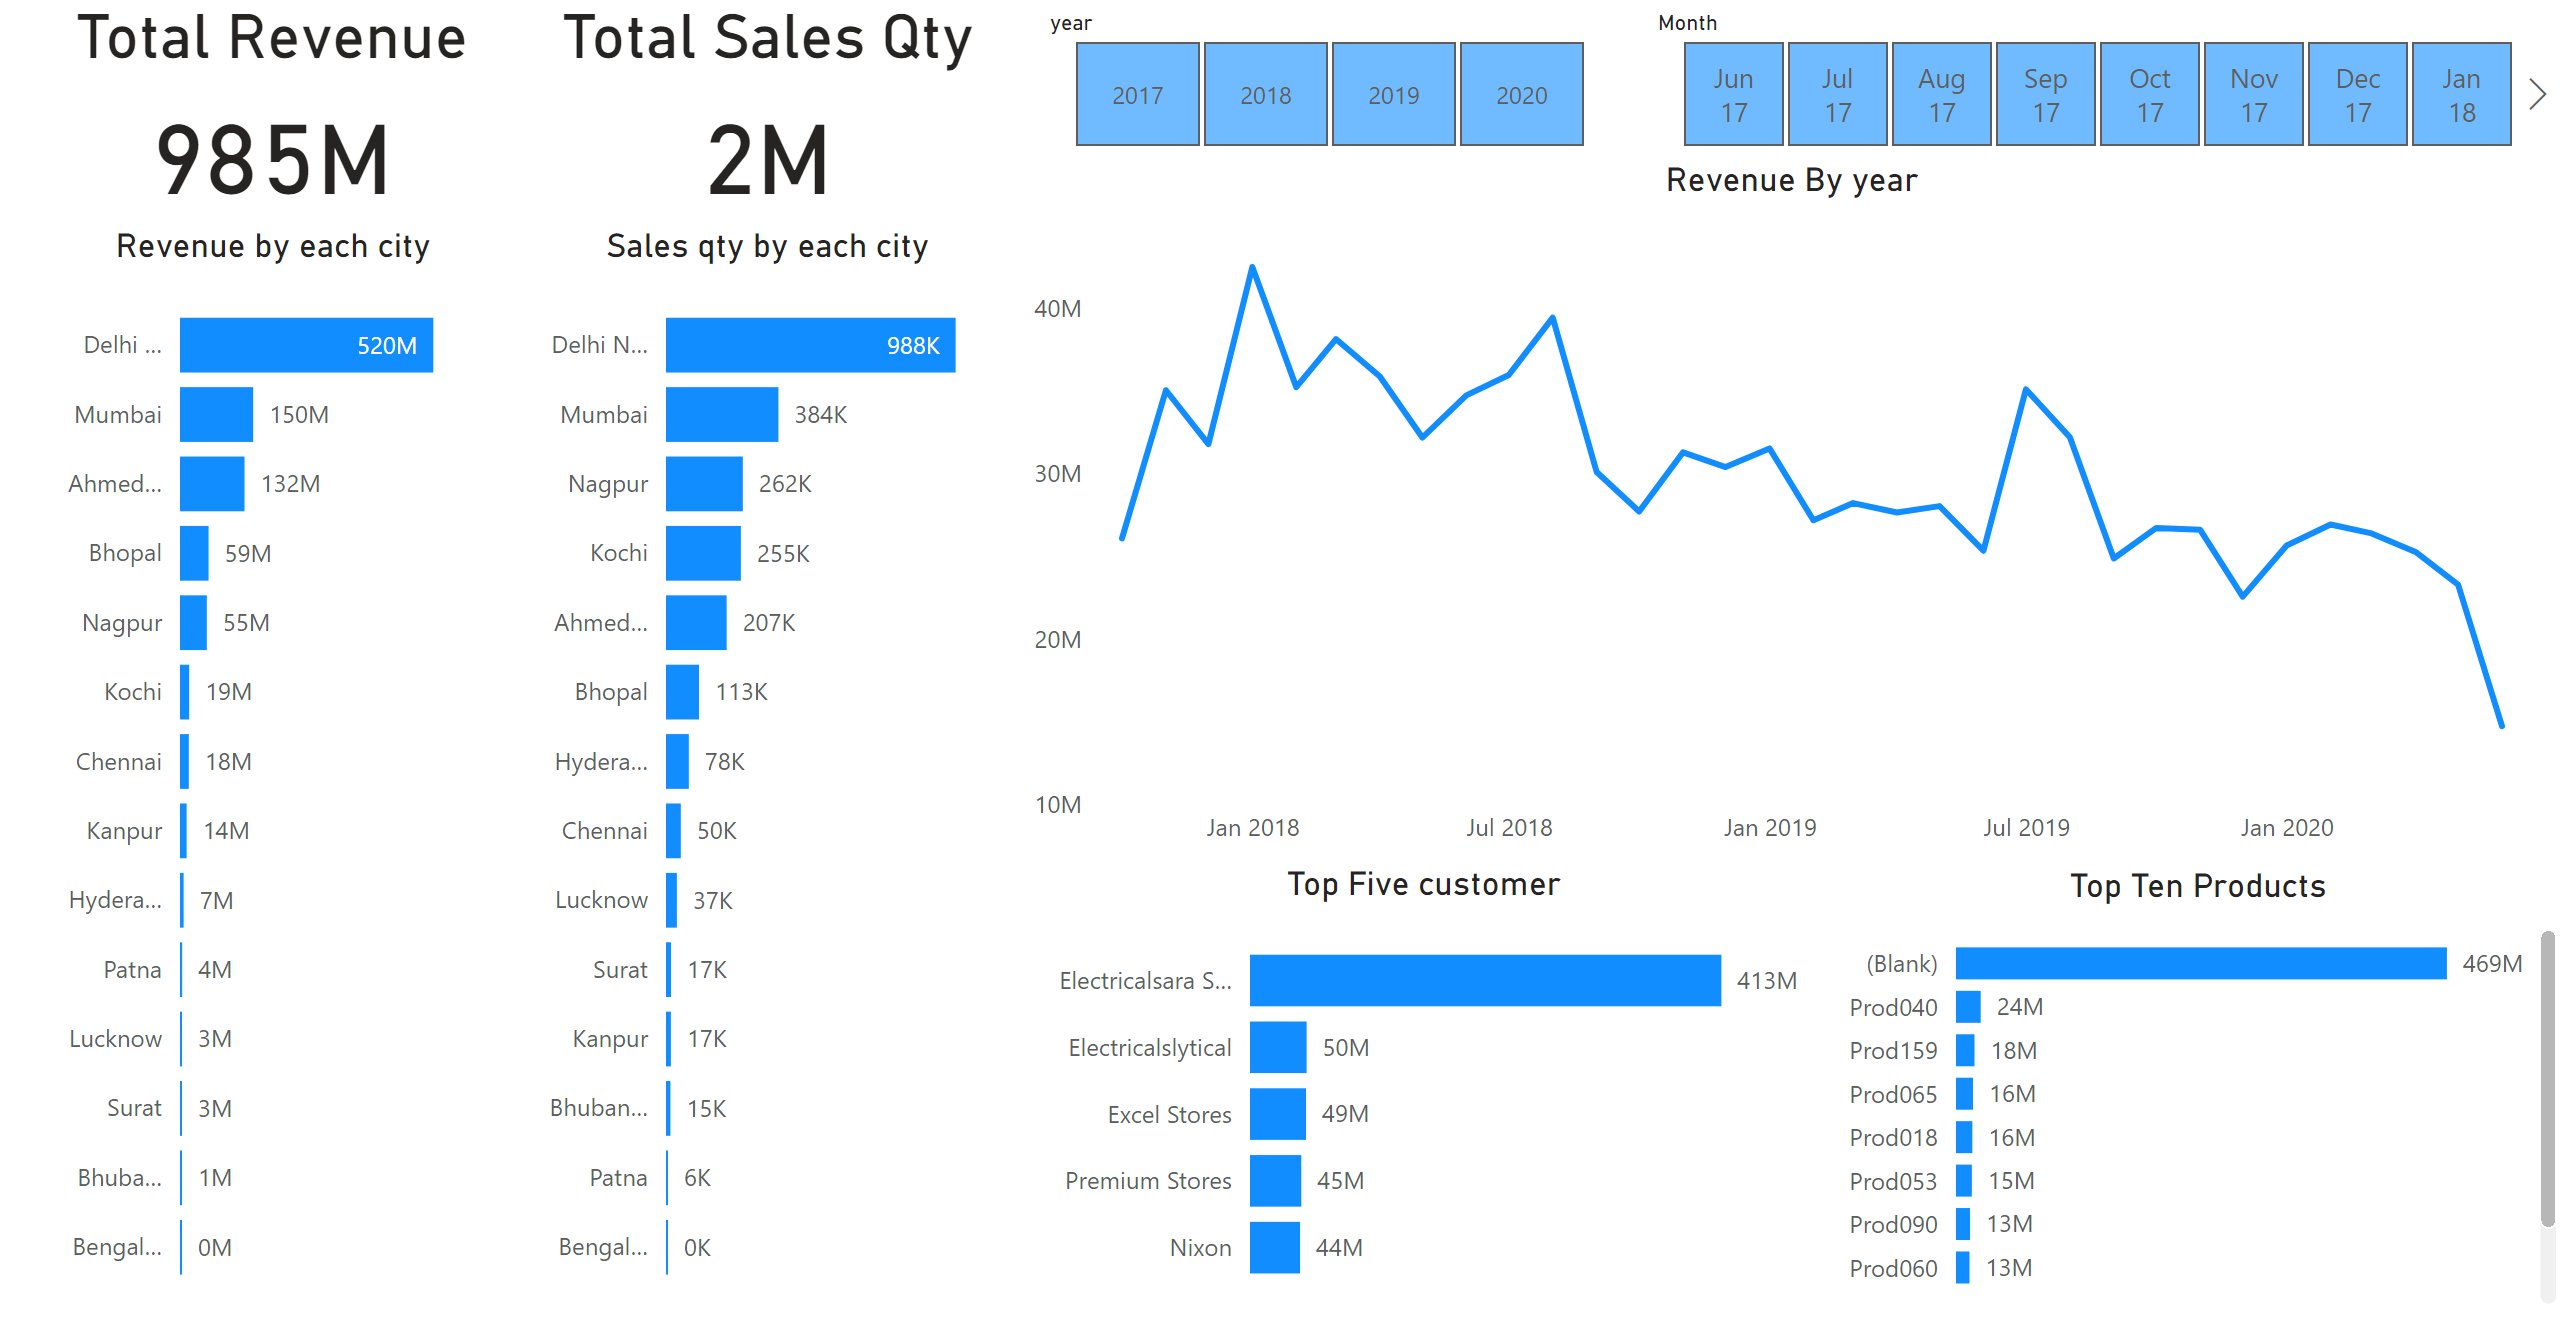 Total Revenue
985M
Revenue by each city
Delhi ... 520M
Mumbai 150M
Ahmed... 132M
Bhopal 59M
Nagpur 55M
Kochi 19M
Chennai 18M
Kanpur 14M
Hydera... 7M
Patna 4M
Lucknow 3M
Surat 3M
Bhuba... 1M
Bengal... 0M
Total Sales Qty
2M
Sales qty by each city
Delhi N... 988K
Mumbai 384K
Nagpur 262K
Kochi 255K
Ahmed... 207K
Bhopal 113K
Hydera... 78K
Chennai 50K
Lucknow 37K
Surat 17K
Kanpur 17K
Bhuban... 15K
Patna 6K
Bengal... 0K
year
2017 2018 2019 2020
Month
Jun 17
Jul 17
Aug 17
Sep 17
Oct 17
Nov 17
Dec 17
Jan 18
Revenue By year
40M
30M
20M
10M
Jan 2018 Jul 2018 Jan 2019 Jul 2019 Jan 2020
Top Five customer
Electricalsara S... 413M
Electricalslytical 50M
Excel Stores 49M
Premium Stores 45M
Nixon 44M
Top Ten Products
(Blank) 469M
Prod040 24M
Prod159 18M
Prod065 16M
Prod018 16M
Prod053 15M
Prod090 13M
Prod060 13M